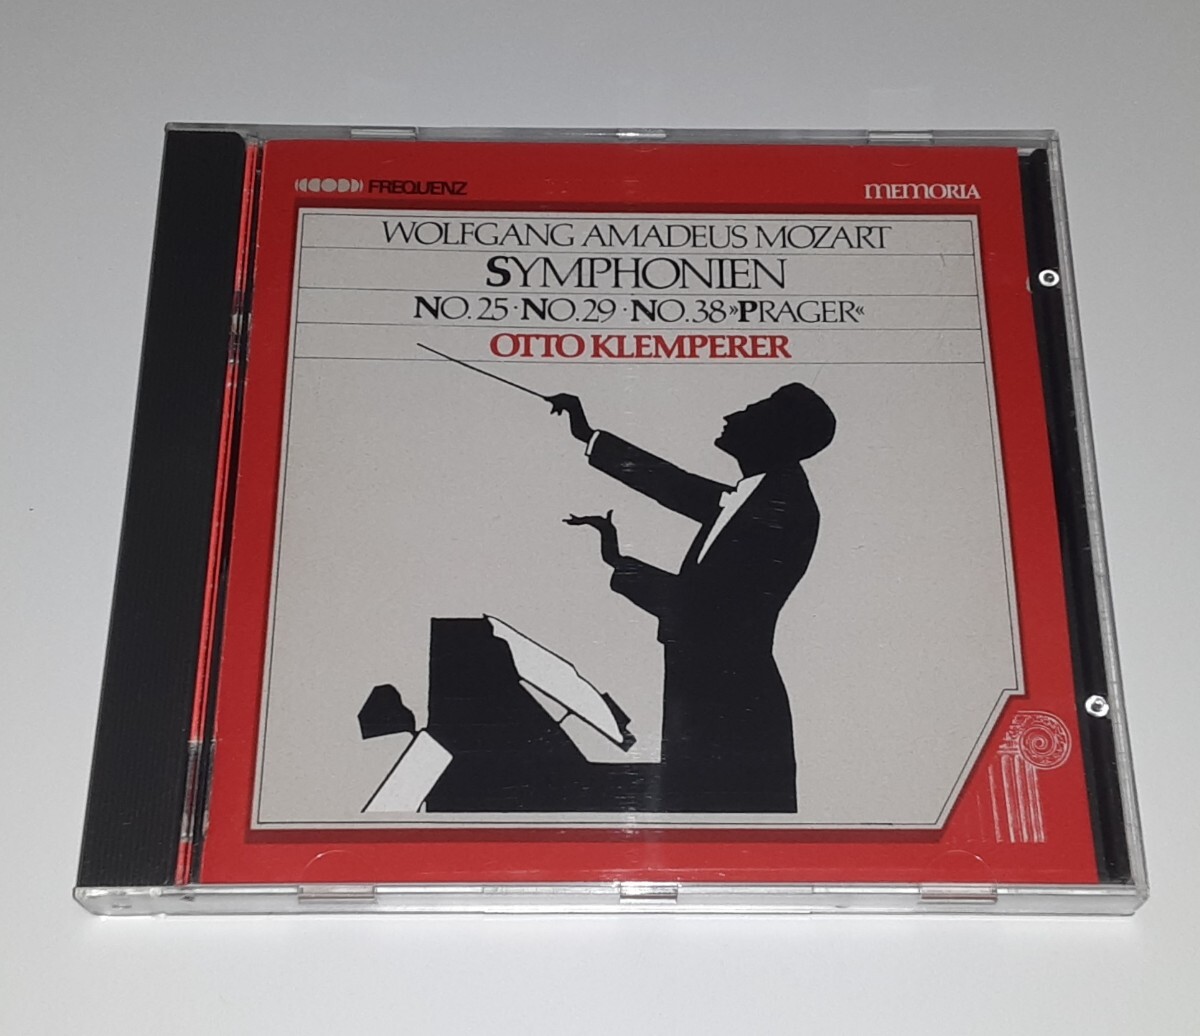 FREQUENZ
MEMORIA
WOLFGANG AMADEUS MOZART
SYMPHONIEN
NO. 25 · NO. 29 · NO. 38 »PRAGER«
OTTO KLEMPERER